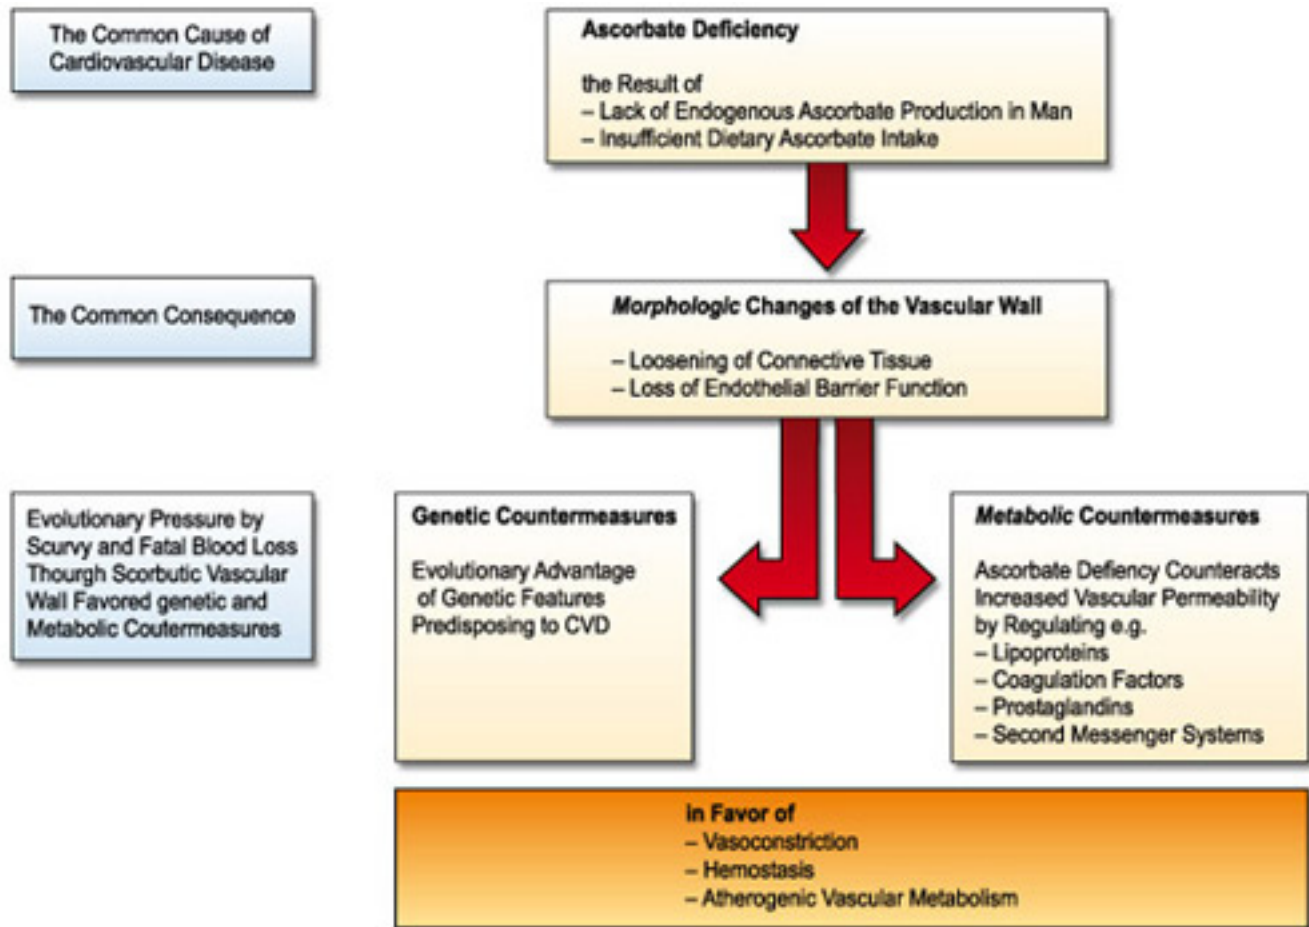 The Common Cause of
Cardiovascular Disease
Ascorbate Deficiency
the Result of
– Lack of Endogenous Ascorbate Production in Man
– Insufficient Dietary Ascorbate Intake
The Common Consequence
Morphologic Changes of the Vascular Wall
– Loosening of Connective Tissue
– Loss of Endothelial Barrier Function
Evolutionary Pressure by
Scurvy and Fatal Blood Loss
Thourgh Scorbutic Vascular
Wall Favored genetic and
Metabolic Coutermeasures
Genetic Countermeasures
Evolutionary Advantage
of Genetic Features
Predisposing to CVD
Metabolic Countermeasures
Ascorbate Defiency Counteracts
Increased Vascular Permeability
by Regulating e.g.
– Lipoproteins
– Coagulation Factors
– Prostaglandins
– Second Messenger Systems
in Favor of
– Vasoconstriction
– Hemostasis
– Atherogenic Vascular Metabolism